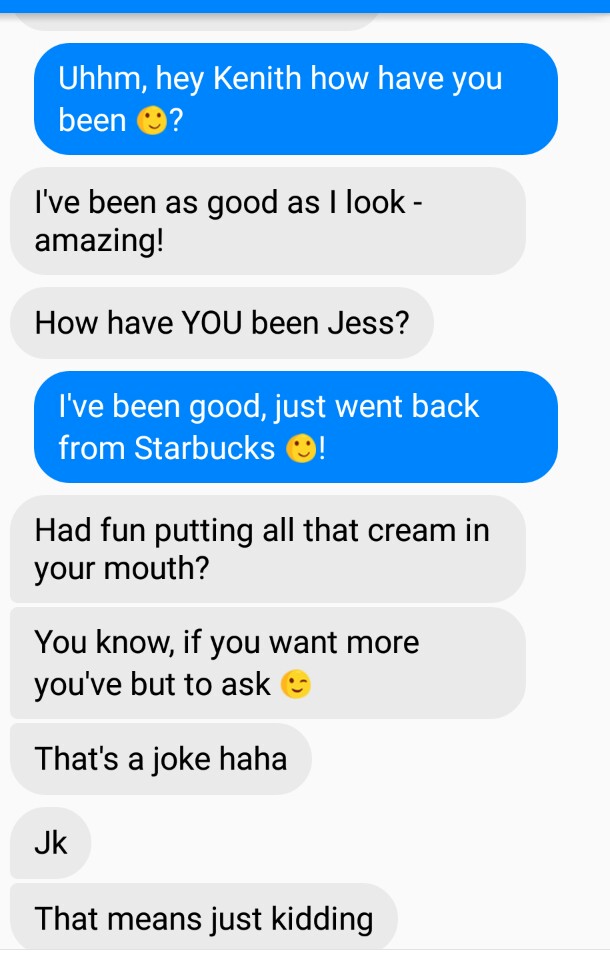 Uhhm, hey Kenith how have you
been 🙂?
I've been as good as I look -
amazing!
How have YOU been Jess?
I've been good, just went back
from Starbucks 🙂!
Had fun putting all that cream in
your mouth?
You know, if you want more
you've but to ask 😉
That's a joke haha
Jk
That means just kidding